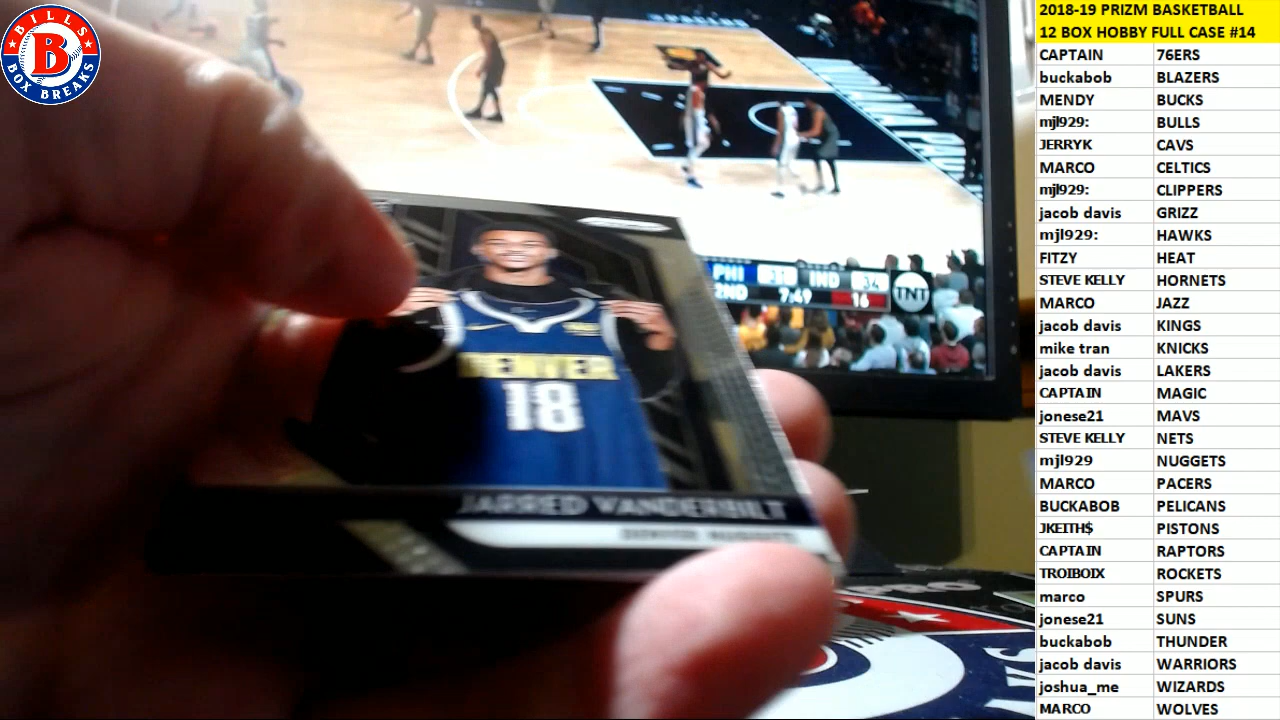 BILLS
B
BOX BREAKS
2018-19 PRIZM BASKETBALL
12 BOX HOBBY FULL CASE #14
CAPTAIN 76ERS
buckabob BLAZERS
MENDY BUCKS
mjl929: BULLS
JERRYK CAVS
MARCO CELTICS
mjl929: CLIPPERS
jacob davis GRIZZ
mjl929: HAWKS
FITZY HEAT
STEVE KELLY HORNETS
MARCO JAZZ
jacob davis KINGS
mike tran KNICKS
jacob davis LAKERS
CAPTAIN MAGIC
jonese21 MAVS
STEVE KELLY NETS
mjl929 NUGGETS
MARCO PACERS
BUCKABOB PELICANS
JKEITH$ PISTONS
CAPTAIN RAPTORS
TROIBOIX ROCKETS
marco SPURS
jonese21 SUNS
buckabob THUNDER
jacob davis WARRIORS
joshua_me WIZARDS
MARCO WOLVES
PHI 31 IND 34
2ND 7:49 16
TNT
DENVER
18
JARRED VANDERBILT
DENVER NUGGETS